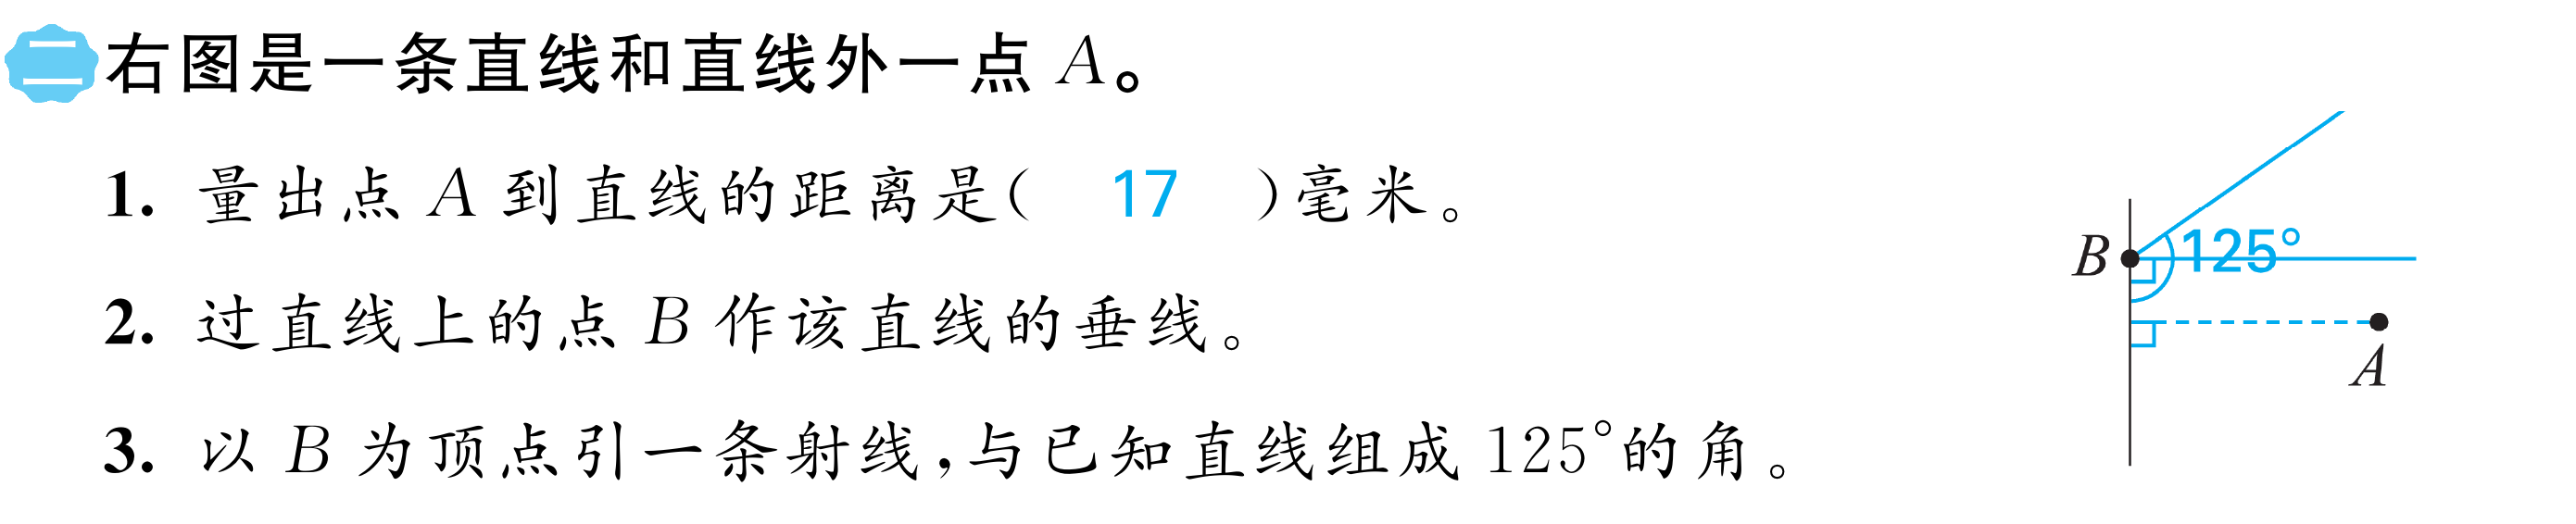 二 右图是一条直线和直线外一点 A。
1. 量出点 A 到直线的距离是( 17 )毫米。
2. 过直线上的点 B 作该直线的垂线。
3. 以 B 为顶点引一条射线,与已知直线组成 125°的角。
B 125°
A